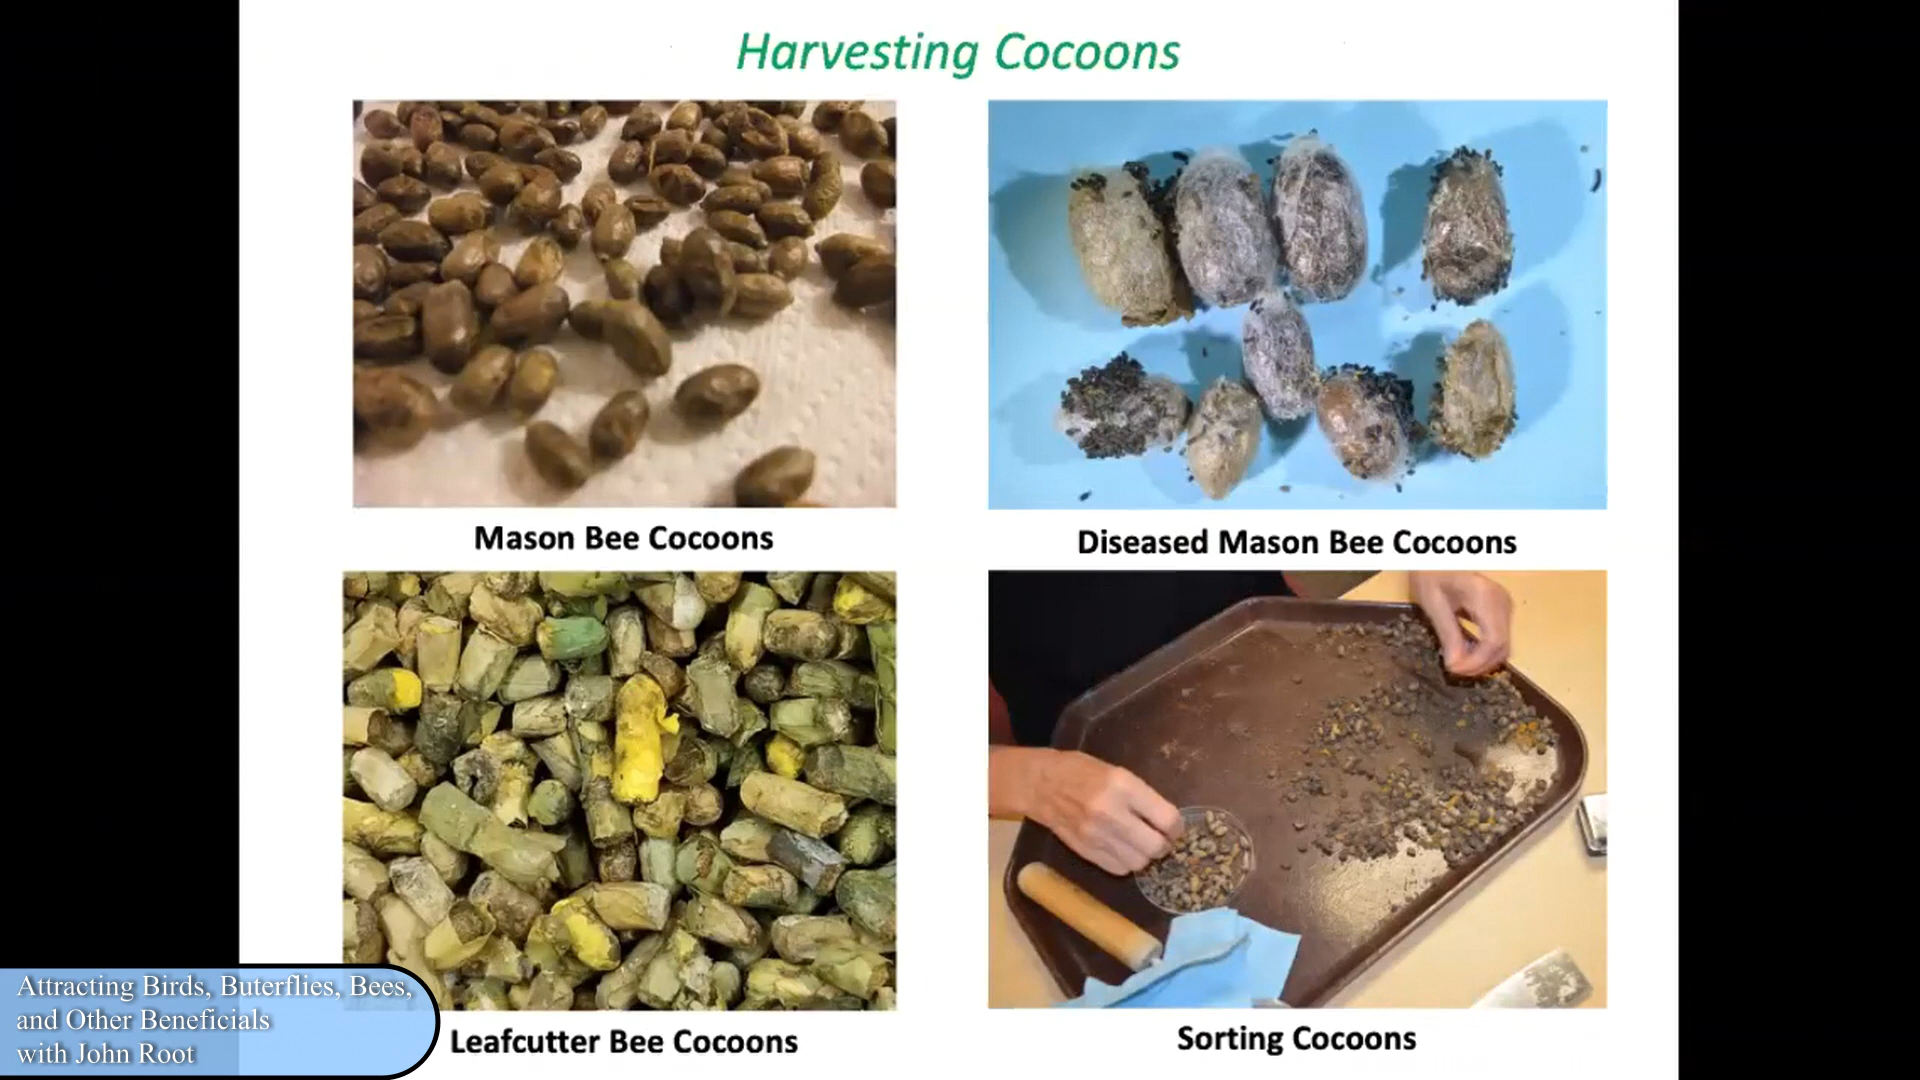 Harvesting Cocoons
Mason Bee Cocoons
Diseased Mason Bee Cocoons
Leafcutter Bee Cocoons
Sorting Cocoons
Attracting Birds, Buterflies, Bees,
and Other Beneficials
with John Root